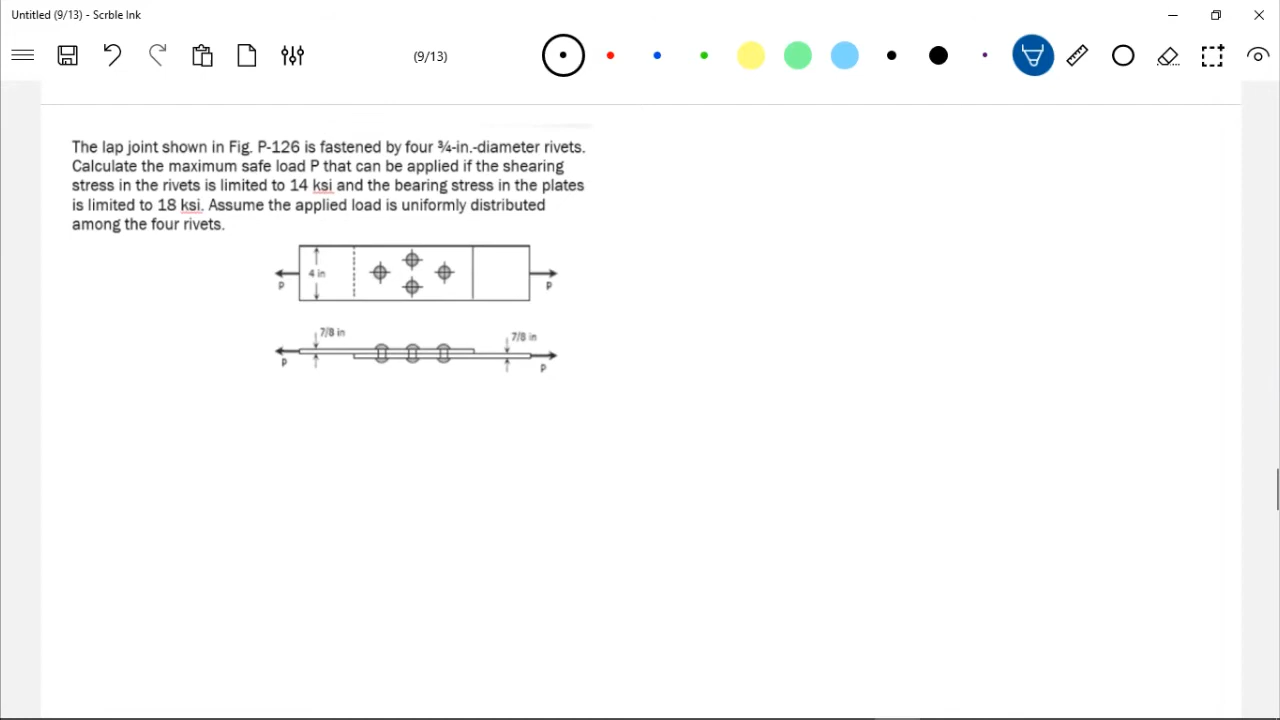 Untitled (9/13) - Scrble Ink
(9/13)
The lap joint shown in Fig. P-126 is fastened by four ¾-in.-diameter rivets.
Calculate the maximum safe load P that can be applied if the shearing
stress in the rivets is limited to 14 ksi and the bearing stress in the plates
is limited to 18 ksi. Assume the applied load is uniformly distributed
among the four rivets.
4 in
P
P
7/8 in
7/8 in
P
P